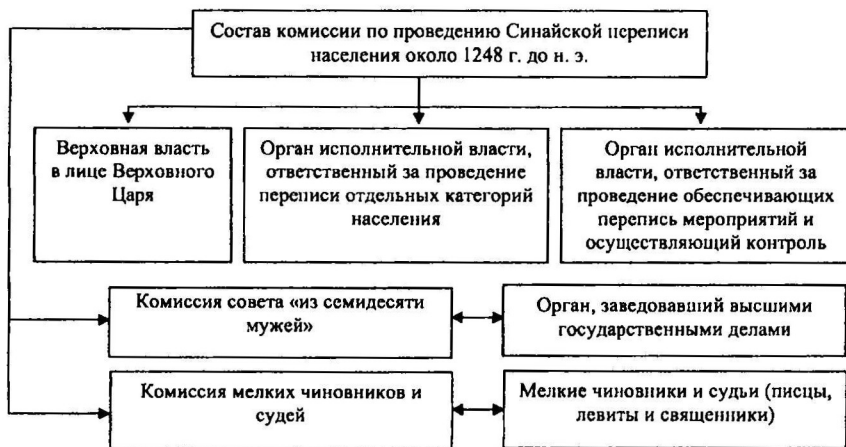 Состав комиссии по проведению Синайской переписи
населения около 1248 г. до н. э.
Верховная власть
в лице Верховного
Царя
Орган исполнительной власти,
ответственный за проведение
переписи отдельных категорий
населения
Орган исполнительной
власти, ответственный за
проведение обеспечивающих
перепись мероприятий и
осуществляющий контроль
Комиссия совета «из семидесяти
мужей»
Орган, заведовавший высшими
государственными делами
Комиссия мелких чиновников и
судей
Мелкие чиновники и судьи (писцы,
левиты и священники)